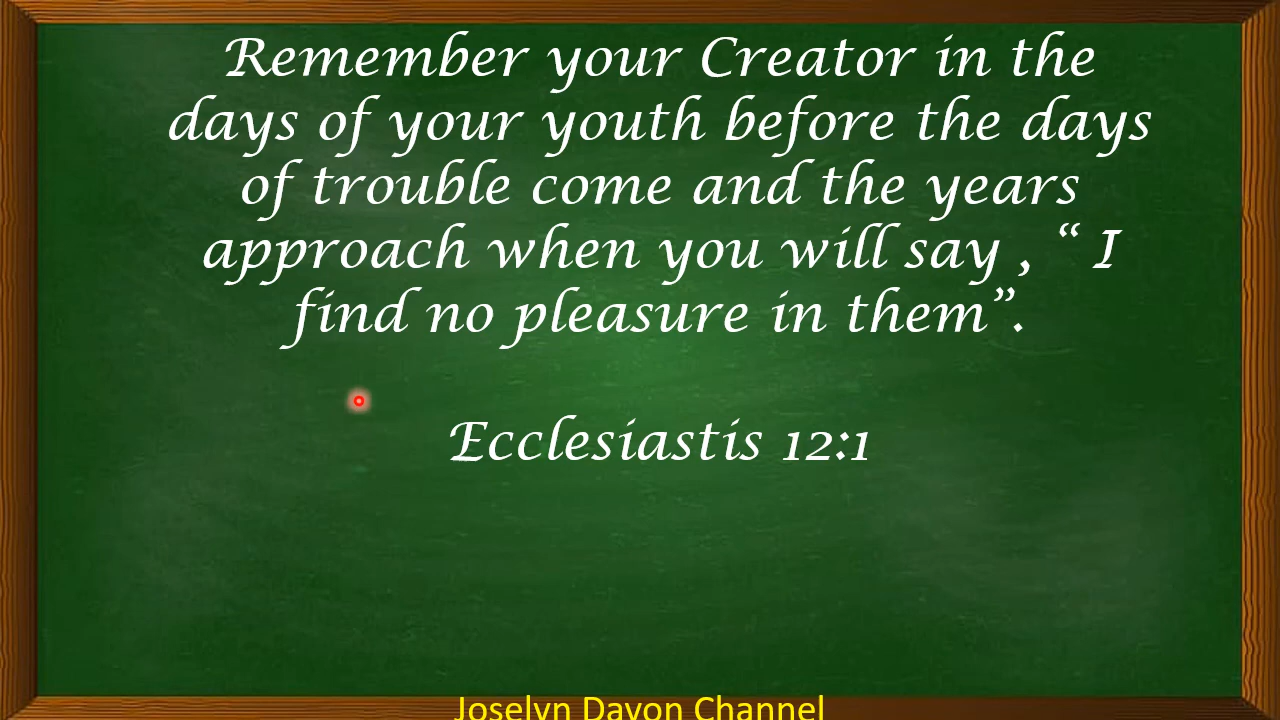 Remember your Creator in the
days of your youth before the days
of trouble come and the years
approach when you will say , “ I
find no pleasure in them”.
Ecclesiastis 12:1
Joselyn Davon Channel